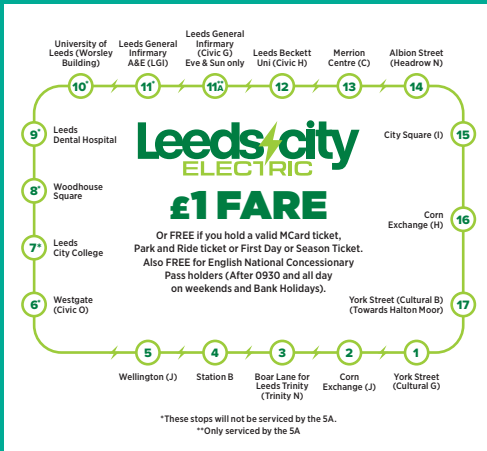 University of
Leeds (Worsley
Building)
10*
Leeds General
Infirmary
A&E (LGI)
11*
Leeds General
Infirmary
(Civic G)
Eve & Sun only
11A**
Leeds Beckett
Uni (Civic H)
12
Merrion
Centre (C)
13
Albion Street
(Headrow N)
14
9*
Leeds
Dental Hospital
8*
Woodhouse
Square
7*
Leeds
City College
6*
Westgate
(Civic O)
Leeds city
ELECTRIC
£1 FARE
Or FREE if you hold a valid MCard ticket,
Park and Ride ticket or First Day or Season Ticket.
Also FREE for English National Concessionary
Pass holders (After 0930 and all day
on weekends and Bank Holidays).
City Square (I)
15
Corn
Exchange (H)
16
York Street (Cultural B)
(Towards Halton Moor)
17
5
Wellington (J)
4
Station B
3
Boar Lane for
Leeds Trinity
(Trinity N)
2
Corn
Exchange (J)
1
York Street
(Cultural G)
*These stops will not be serviced by the 5A.
**Only serviced by the 5A